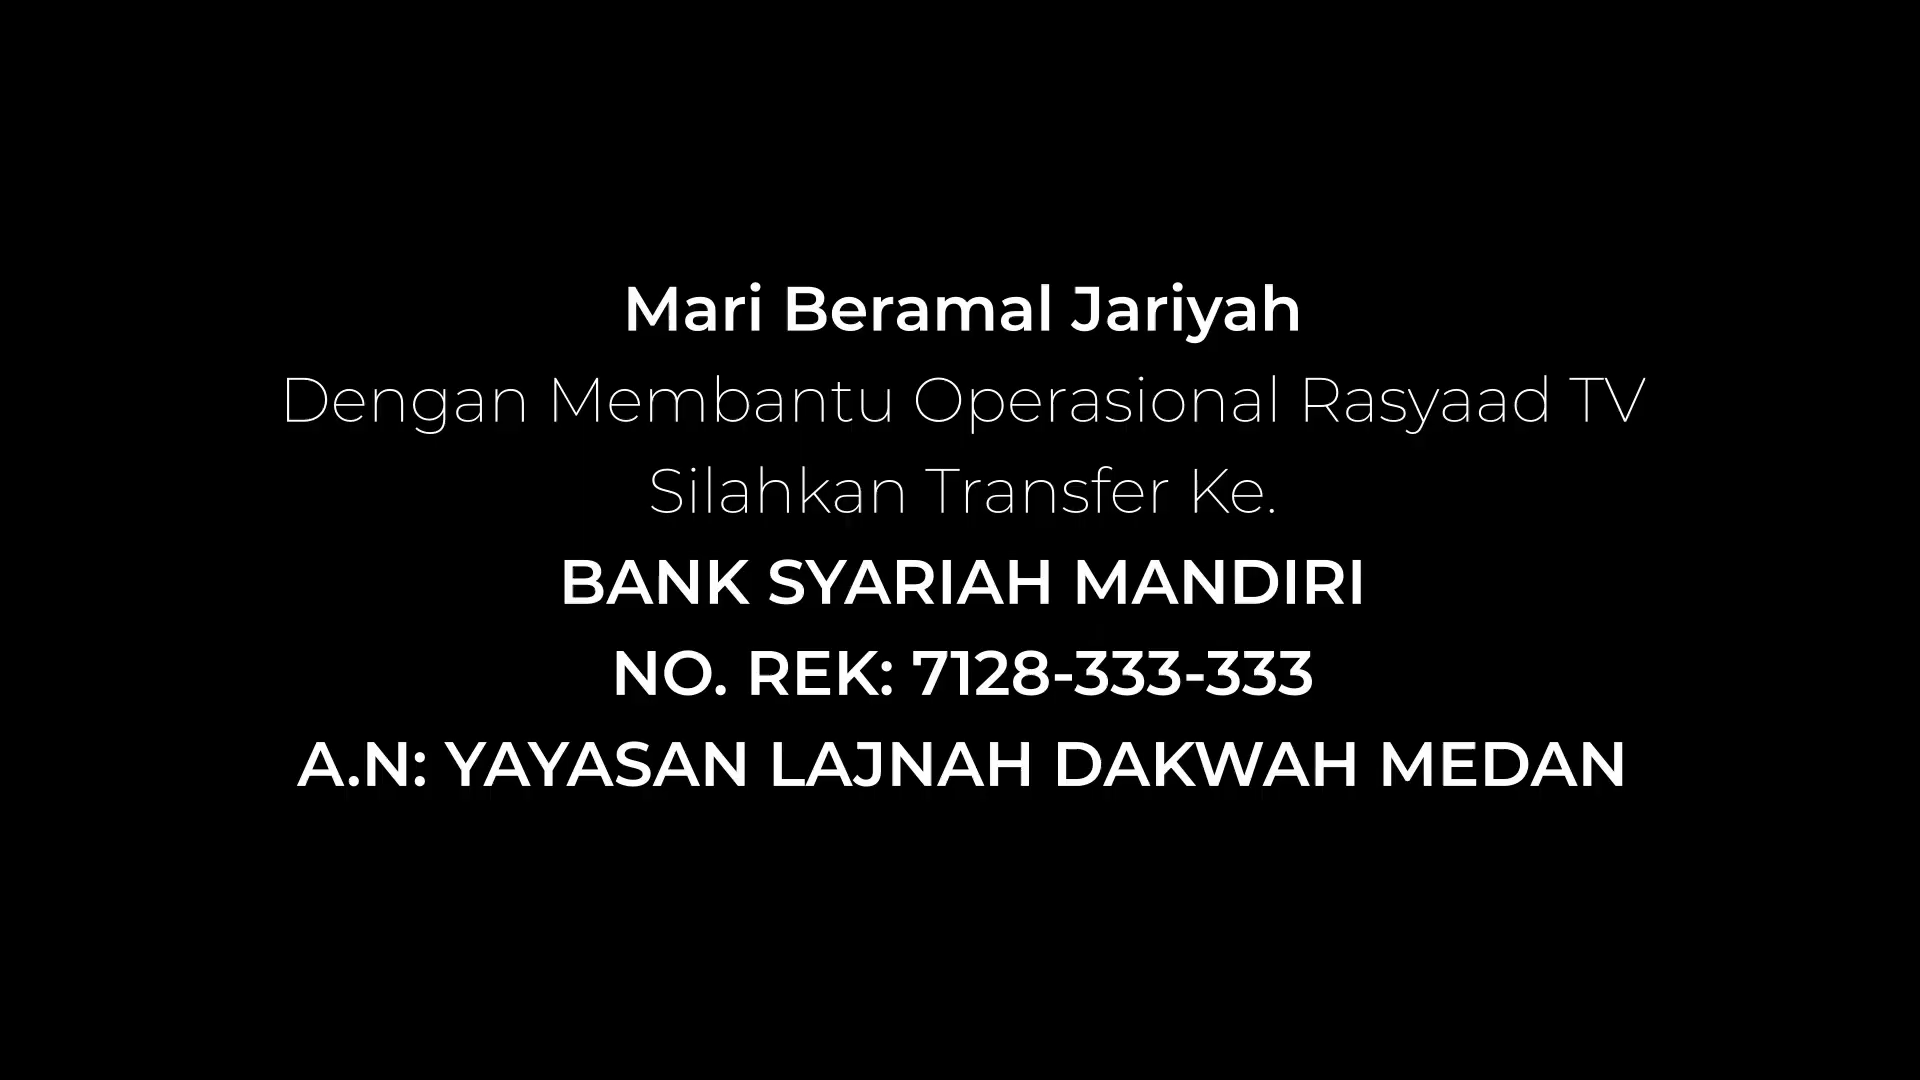 Mari Beramal Jariyah
Dengan Membantu Operasional Rasyaad TV
Silahkan Transfer Ke.
BANK SYARIAH MANDIRI
NO. REK: 7128-333-333
A.N: YAYASAN LAJNAH DAKWAH MEDAN